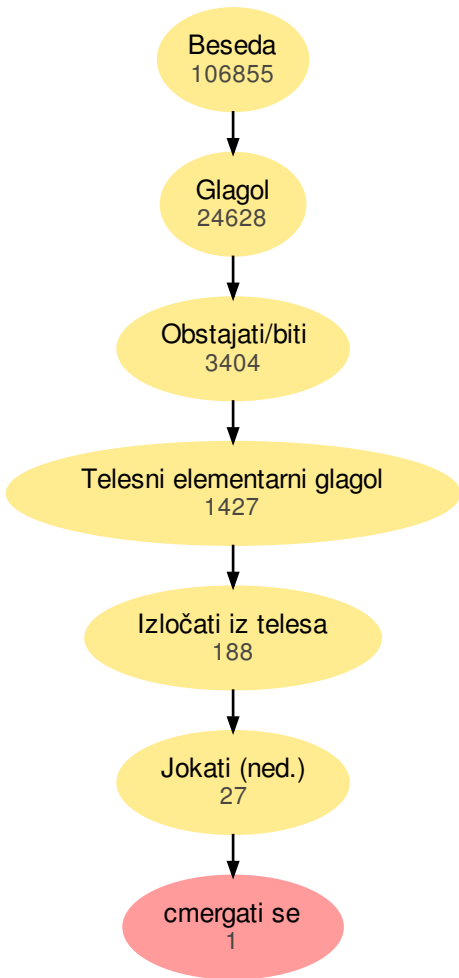 Beseda
106855
Glagol
24628
Obstajati/biti
3404
Telesni elementarni glagol
1427
Izločati iz telesa
188
Jokati (ned.)
27
cmergati se
1